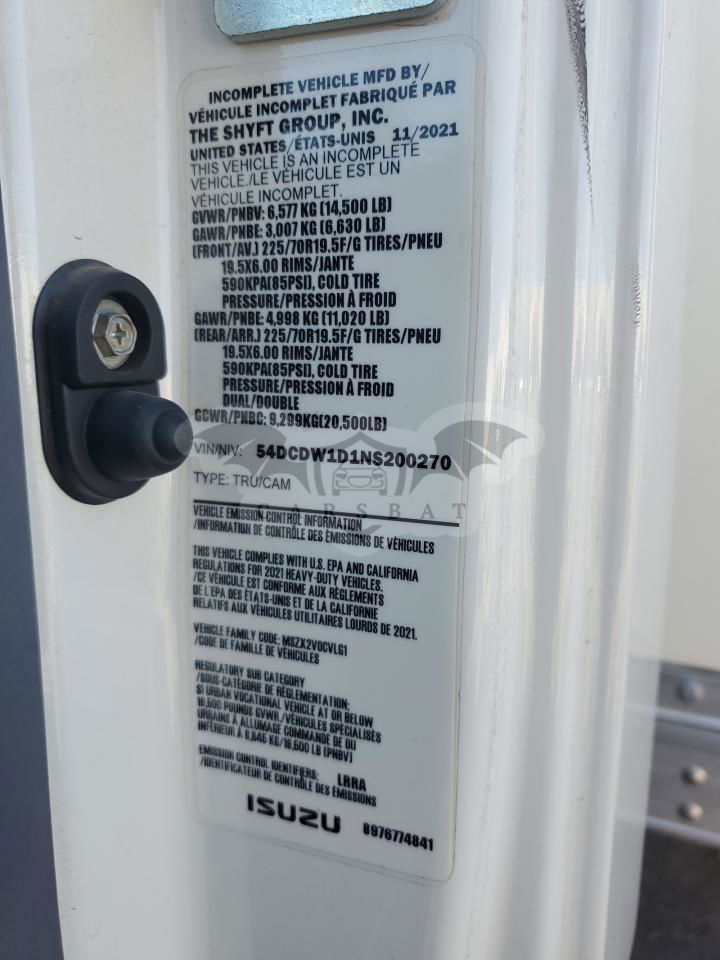 INCOMPLETE VEHICLE MFD BY/
VÉHICULE INCOMPLET FABRIQUÉ PAR
THE SHYFT GROUP, INC.
UNITED STATES/ÉTATS-UNIS 11/2021
THIS VEHICLE IS AN INCOMPLETE
VEHICLE./LE VÉHICULE EST UN
VÉHICULE INCOMPLET.
GVWR/PNBV: 6,577 KG (14,500 LB)
GAWR/PNBE: 3,007 KG (6,630 LB)
(FRONT/AV.) 225/70R19.5F/G TIRES/PNEU
19.5X6.00 RIMS/JANTE
590KPA(85PSI), COLD TIRE
PRESSURE/PRESSION À FROID
GAWR/PNBE: 4,998 KG (11,020 LB)
(REAR/ARR.) 225/70R19.5F/G TIRES/PNEU
19.5X6.00 RIMS/JANTE
590KPA(85PSI), COLD TIRE
PRESSURE/PRESSION À FROID
DUAL/DOUBLE
GCWR/PNBC: 9,299KG(20,500LB)
VIN/NIV: 54DCDW1D1NS200270
TYPE: TRU/CAM
CARSBAT
VEHICLE EMISSION CONTROL INFORMATION
/INFORMATION DE CONTRÔLE DES ÉMISSIONS DE VÉHICULES
THIS VEHICLE COMPLIES WITH U.S. EPA AND CALIFORNIA
REGULATIONS FOR 2021 HEAVY-DUTY VEHICLES.
/CE VÉHICULE EST CONFORME AUX RÈGLEMENTS
DE L'EPA DES ÉTATS-UNIS ET DE LA CALIFORNIE
RELATIFS AUX VÉHICULES UTILITAIRES LOURDS DE 2021.
VEHICLE FAMILY CODE: MSZX2VOCVLG1
/CODE DE FAMILLE DE VÉHICULES
REGULATORY SUB CATEGORY
/SOUS-CATÉGORIE DE RÉGLEMENTATION:
SI URBAN VOCATIONAL VEHICLE AT OR BELOW
19,500 POUNDS GVWR/VÉHICULES SPÉCIALISÉS
URBAINS À ALLUMAGE COMMANDÉ DE OU
INFÉRIEUR À 8,845 KG/19,500 LB (PNBV)
EMISSION CONTROL IDENTIFIERS: LRRA
/IDENTIFICATEUR DE CONTRÔLE DES ÉMISSIONS
ISUZU 8976774841